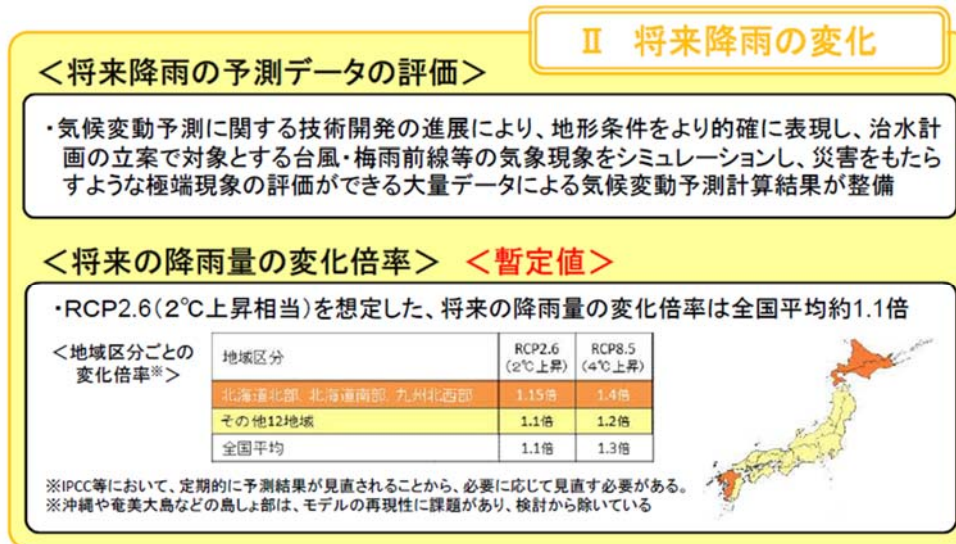 Ⅱ 将来降雨の変化
＜将来降雨の予測データの評価＞
・気候変動予測に関する技術開発の進展により、地形条件をより的確に表現し、治水計
画の立案で対象とする台風・梅雨前線等の気象現象をシミュレーションし、災害をもたら
すような極端現象の評価ができる大量データによる気候変動予測計算結果が整備
＜将来の降雨量の変化倍率＞ ＜暫定値＞
・RCP2.6(2℃上昇相当)を想定した、将来の降雨量の変化倍率は全国平均約1.1倍
＜地域区分ごとの
変化倍率※＞
地域区分 RCP2.6 RCP8.5
(2℃上昇) (4℃上昇)
北海道北部、北海道南部、九州北西部 1.15倍 1.4倍
その他12地域 1.1倍 1.2倍
全国平均 1.1倍 1.3倍
※IPCC等において、定期的に予測結果が見直されることから、必要に応じて見直す必要がある。
※沖縄や奄美大島などの島しょ部は、モデルの再現性に課題があり、検討から除いている